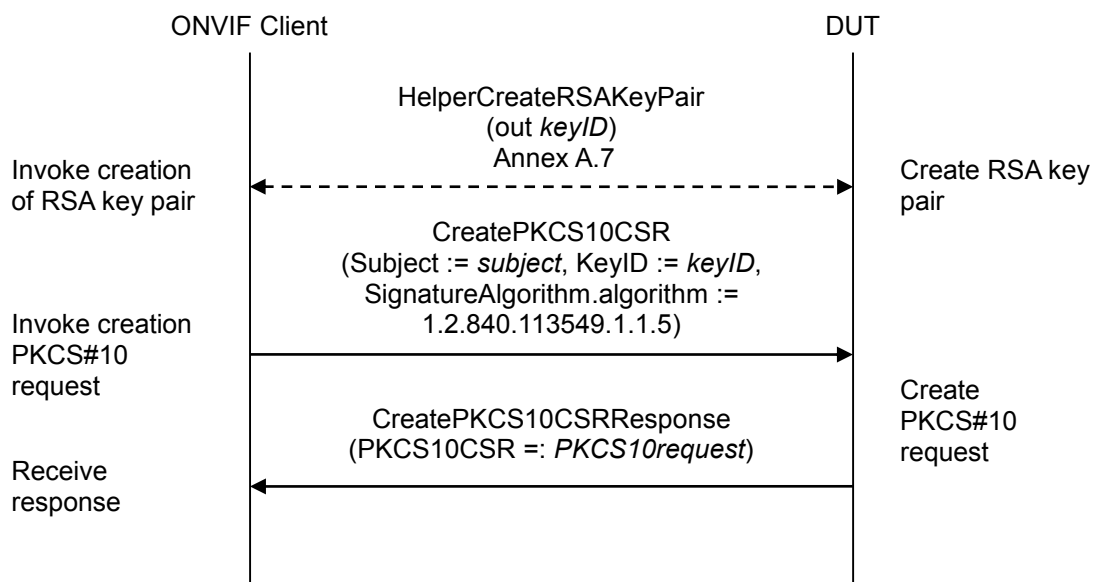 ONVIF Client
DUT
HelperCreateRSAKeyPair
(out keyID)
Annex A.7
Invoke creation
of RSA key pair
Create RSA key
pair
CreatePKCS10CSR
(Subject := subject, KeyID := keyID,
SignatureAlgorithm.algorithm :=
1.2.840.113549.1.1.5)
Invoke creation
PKCS#10
request
Create
PKCS#10
request
CreatePKCS10CSRResponse
(PKCS10CSR =: PKCS10request)
Receive
response